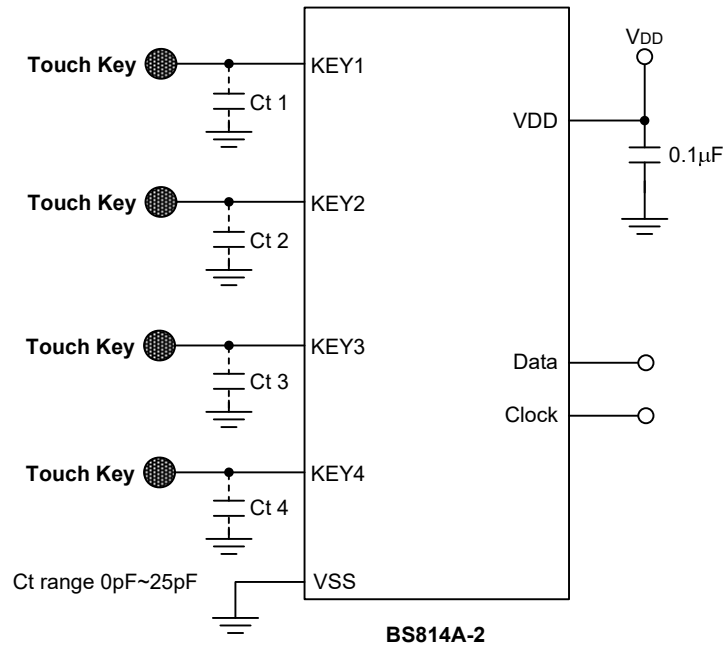 Touch Key
KEY1
Ct 1
Touch Key
KEY2
Ct 2
Touch Key
KEY3
Ct 3
Touch Key
KEY4
Ct 4
Ct range 0pF~25pF
VSS
VDD
VDD
0.1μF
Data
Clock
BS814A-2